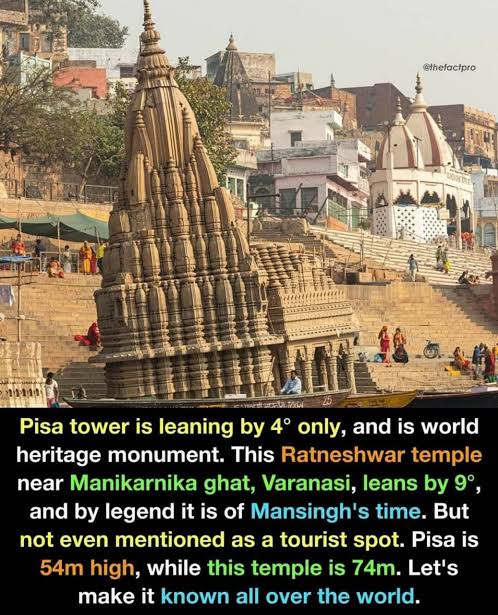 @thefactpro
25
Pisa tower is leaning by 4° only, and is world
heritage monument. This Ratneshwar temple
near Manikarnika ghat, Varanasi, leans by 9°,
and by legend it is of Mansingh's time. But
not even mentioned as a tourist spot. Pisa is
54m high, while this temple is 74m. Let's
make it known all over the world.